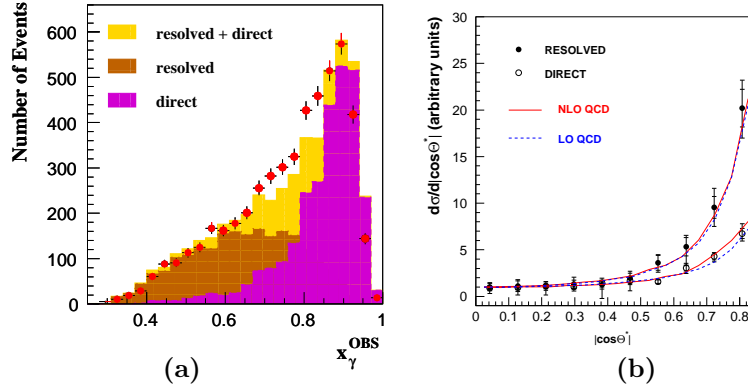 Number of Events
600
500
400
300
200
100
0
resolved + direct
resolved
direct
0.4
0.6
0.8
1
xγ^OBS
(a)
dσ/d|cosΘ*| (arbitrary units)
30
25
20
15
10
5
0
RESOLVED
DIRECT
NLO QCD
LO QCD
0
0.1
0.2
0.3
0.4
0.5
0.6
0.7
0.8
|cosΘ*|
(b)